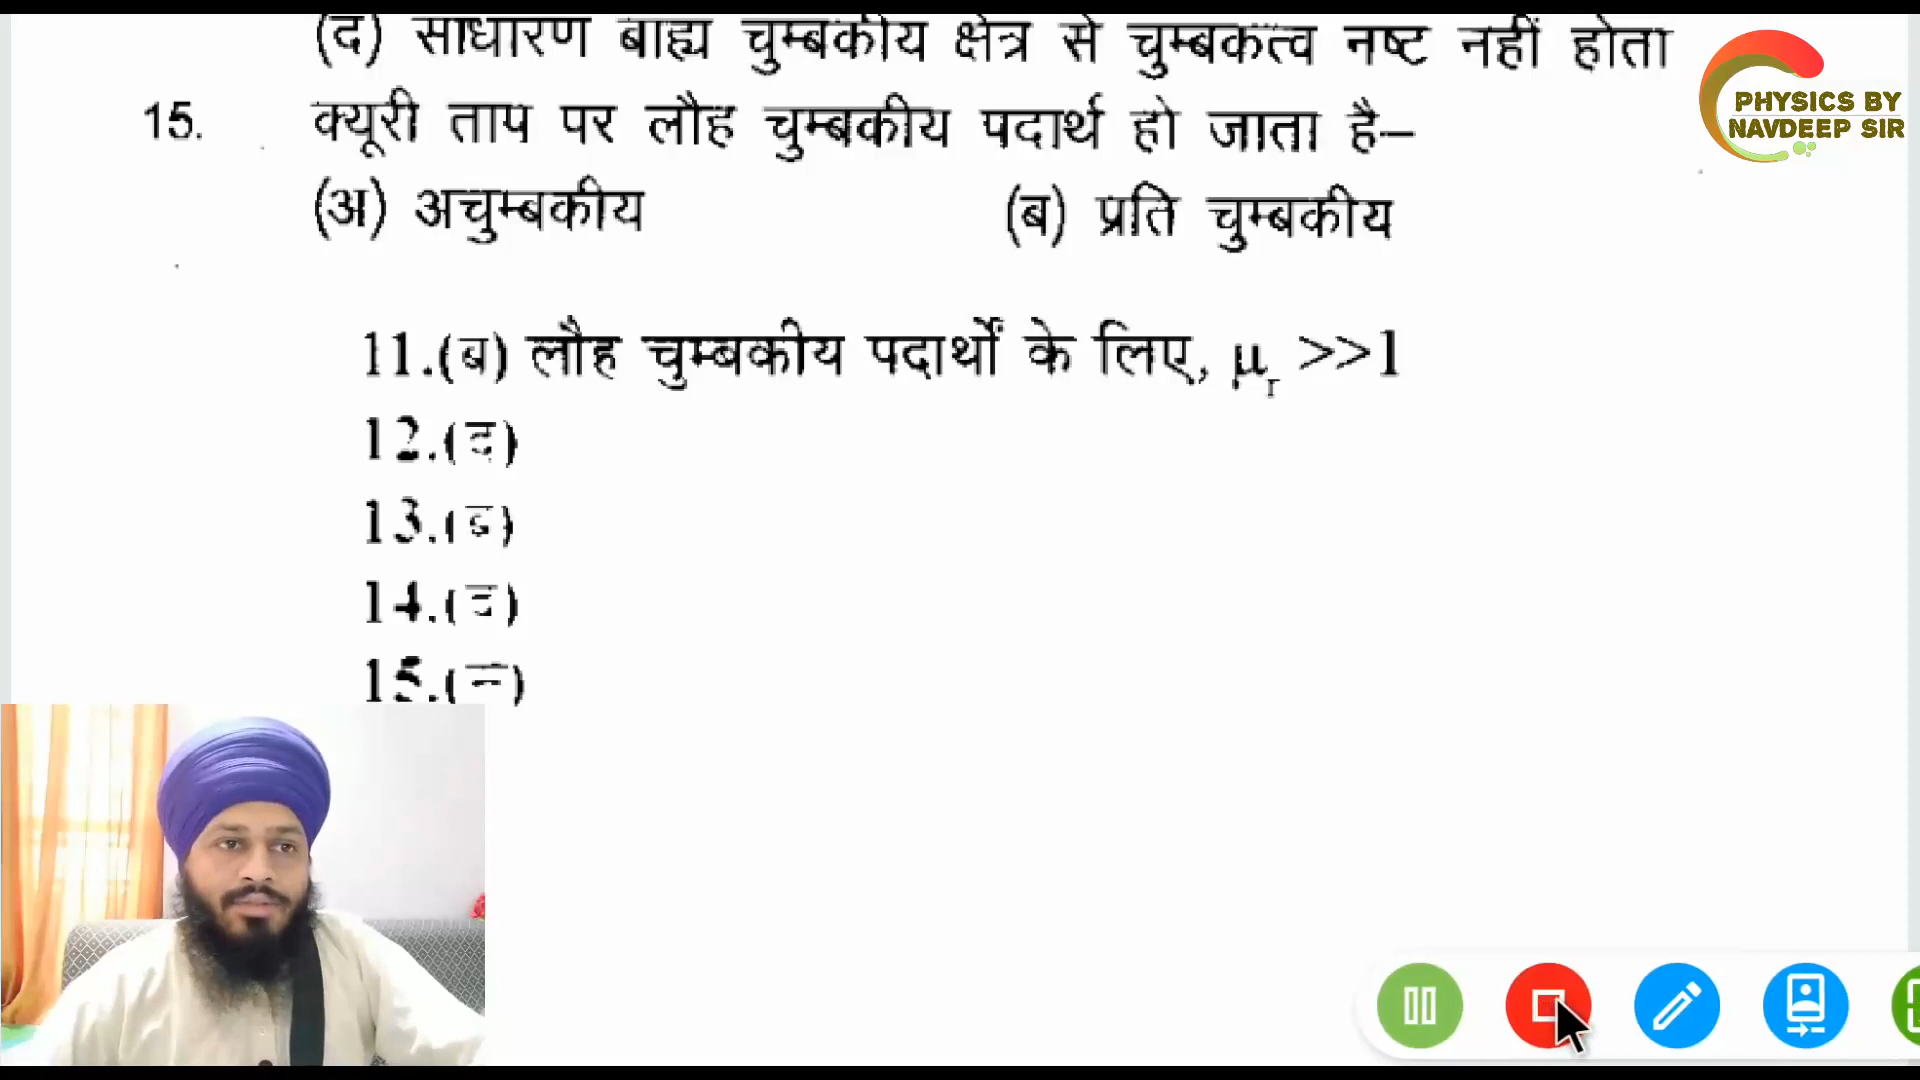 (द) साधारण बाह्य चुम्बकीय क्षेत्र से चुम्बकत्व नष्ट नहीं होता
PHYSICS BY
NAVDEEP SIR
15. क्यूरी ताप पर लौह चुम्बकीय पदार्थ हो जाता है–
(अ) अचुम्बकीय (ब) प्रति चुम्बकीय
11.(ब) लौह चुम्बकीय पदार्थों के लिए, μr >>1
12.(द)
13.
14.
15.